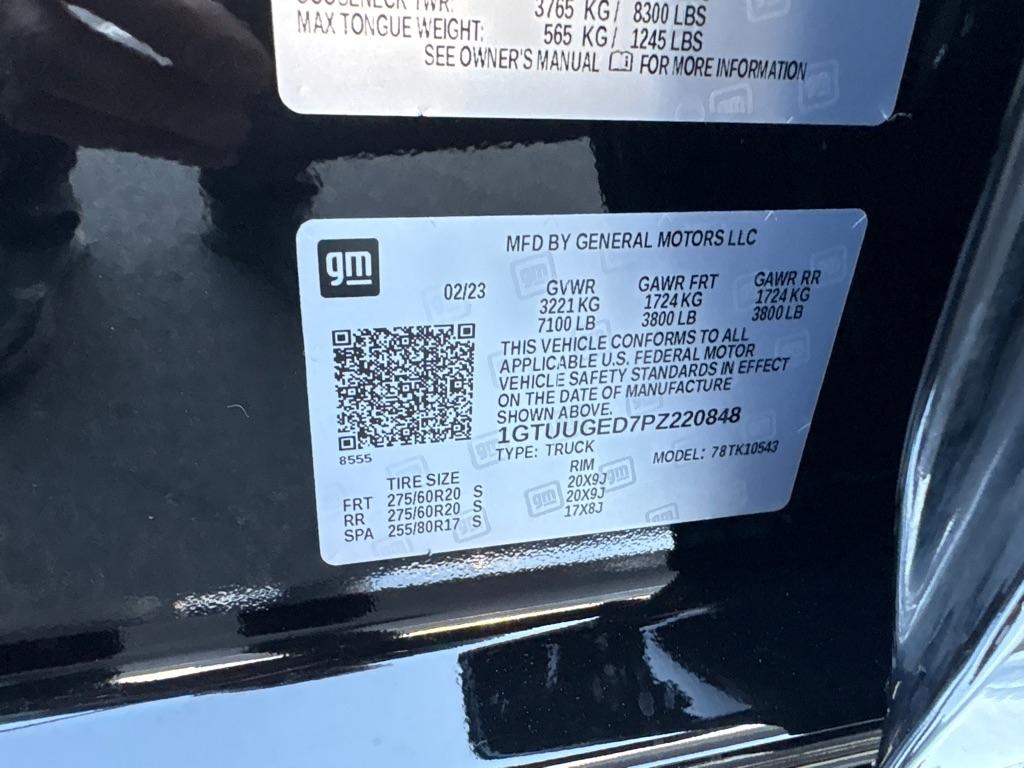 GOOSENECK TWR: 3765 KG / 8300 LBS
MAX TONGUE WEIGHT: 565 KG / 1245 LBS
SEE OWNER'S MANUAL FOR MORE INFORMATION
gm
gm
MFD BY GENERAL MOTORS LLC
02/23 GVWR GAWR FRT GAWR RR
3221 KG 1724 KG 1724 KG
7100 LB 3800 LB 3800 LB
THIS VEHICLE CONFORMS TO ALL
APPLICABLE U.S. FEDERAL MOTOR
VEHICLE SAFETY STANDARDS IN EFFECT
ON THE DATE OF MANUFACTURE
SHOWN ABOVE.
1GTUUGED7PZ220848
TYPE: TRUCK MODEL: 78TK10543
8555
TIRE SIZE RIM
FRT 275/60R20 S 20X9J
RR 275/60R20 S 20X9J
SPA 255/80R17 S 17X8J
gm